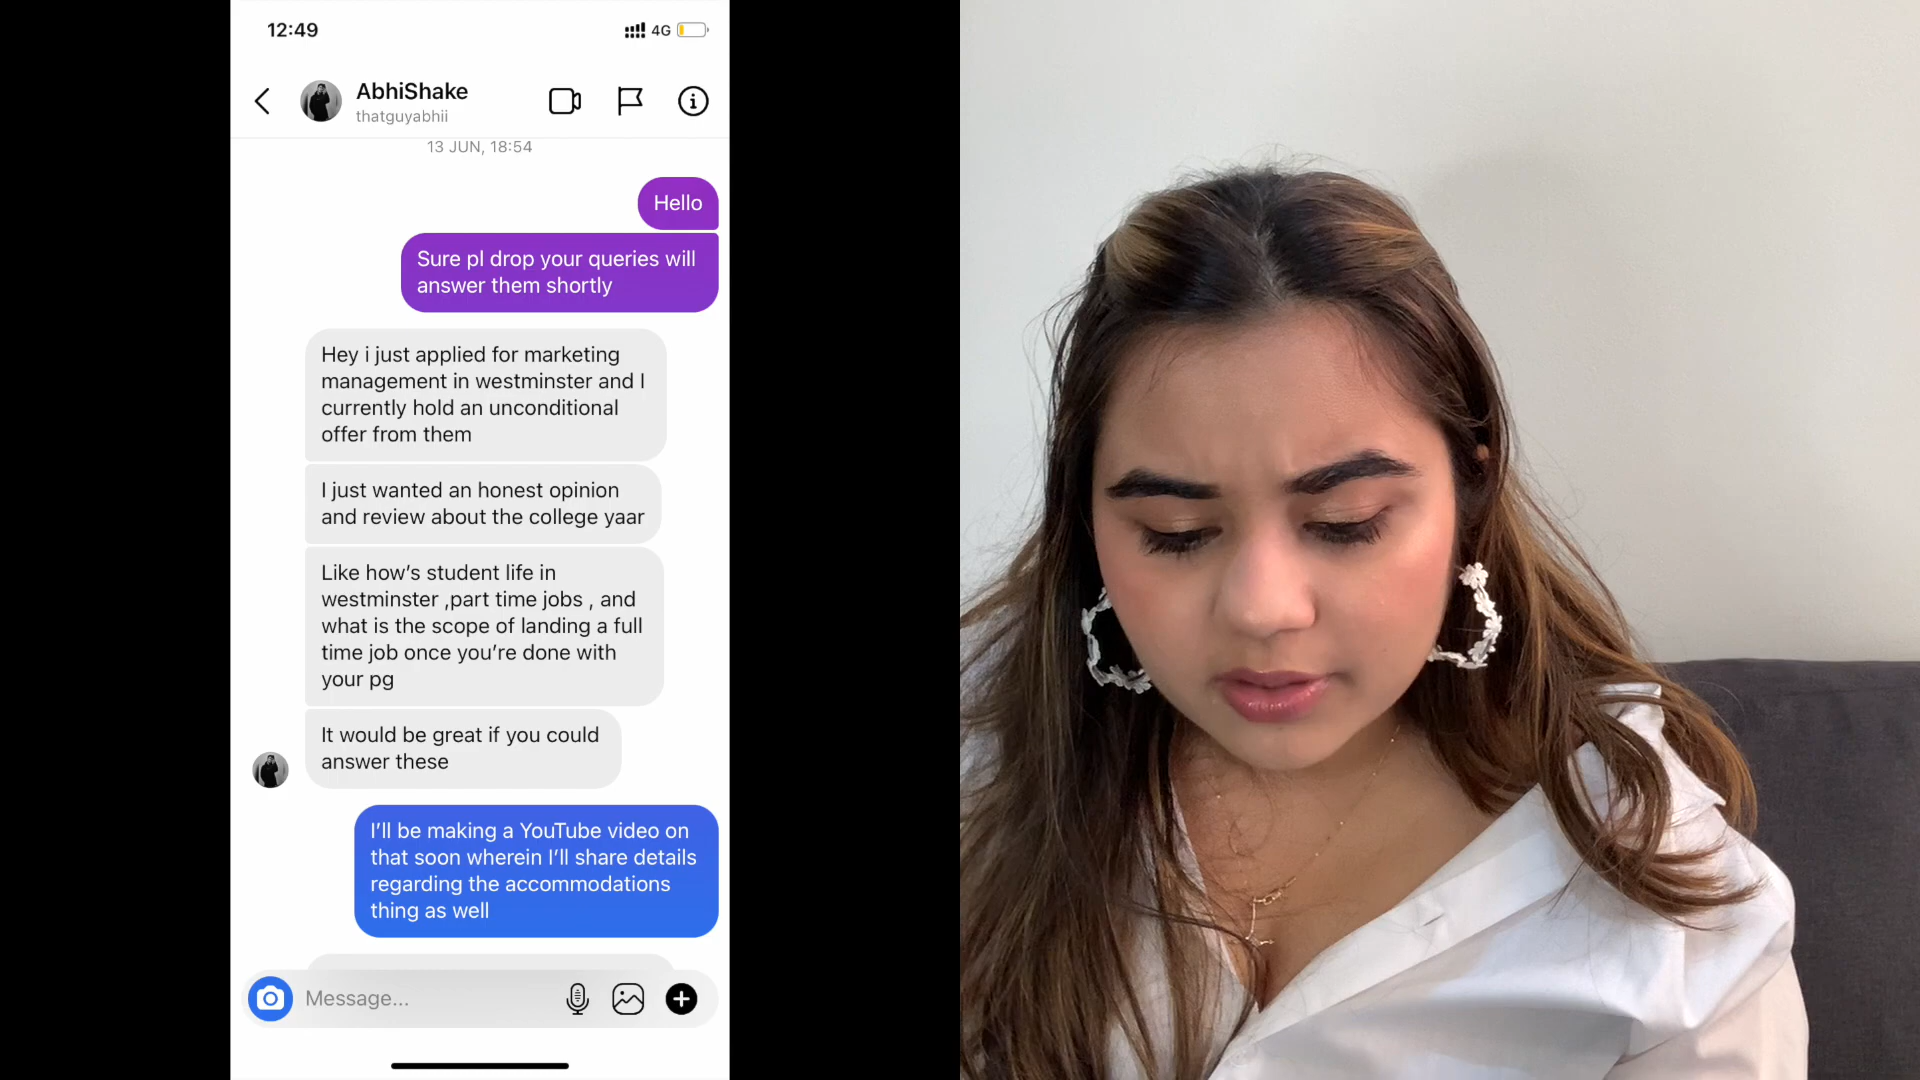 12:49
4G
AbhiShake
thatguyabhii
13 JUN, 18:54
Hello
Sure pl drop your queries will
answer them shortly
Hey i just applied for marketing
management in westminster and I
currently hold an unconditional
offer from them
I just wanted an honest opinion
and review about the college yaar
Like how's student life in
westminster ,part time jobs , and
what is the scope of landing a full
time job once you're done with
your pg
It would be great if you could
answer these
I'll be making a YouTube video on
that soon wherein I'll share details
regarding the accommodations
thing as well
Message...